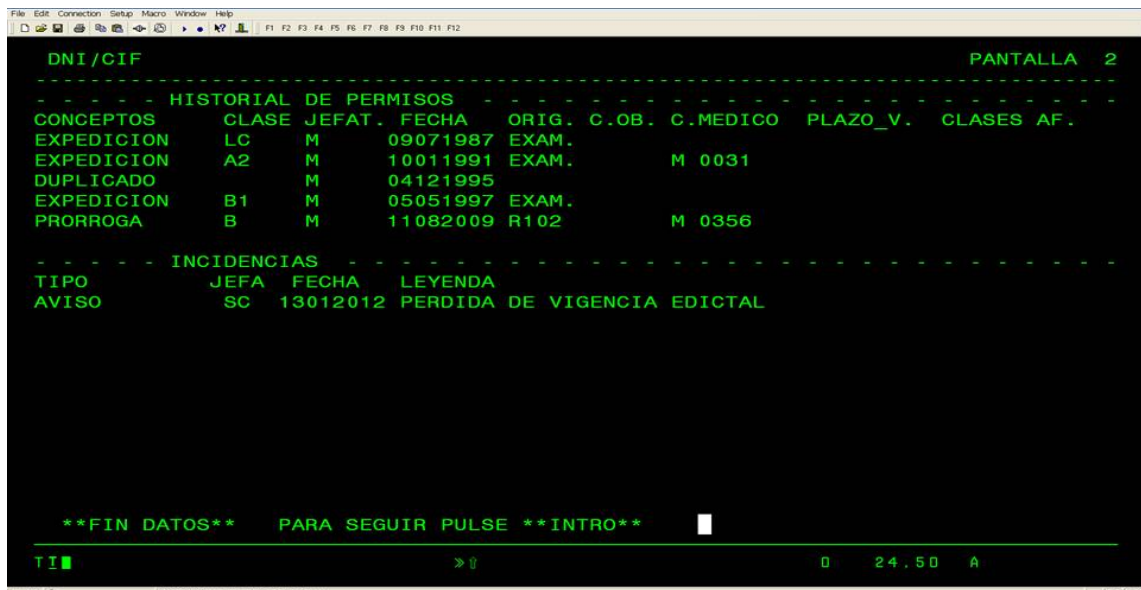 File Edit Connection Setup Macro Window Help
F1 F2 F3 F4 F5 F6 F7 F8 F9 F10 F11 F12
DNI/CIF PANTALLA 2
- - - - - HISTORIAL DE PERMISOS - - - - - - - - - - - - - - - - - - - - - - - -
CONCEPTOS CLASE JEFAT. FECHA ORIG. C.OB. C.MEDICO PLAZO_V. CLASES AF.
EXPEDICION LC M 09071987 EXAM.
EXPEDICION A2 M 10011991 EXAM. M 0031
DUPLICADO M 04121995
EXPEDICION B1 M 05051997 EXAM.
PRORROGA B M 11082009 R102 M 0356
- - - - - INCIDENCIAS - - - - - - - - - - - - - - - - - - - - - - - - - - - - -
TIPO JEFA FECHA LEYENDA
AVISO SC 13012012 PERDIDA DE VIGENCIA EDICTAL
**FIN DATOS** PARA SEGUIR PULSE **INTRO**
T I 0 24.50 A